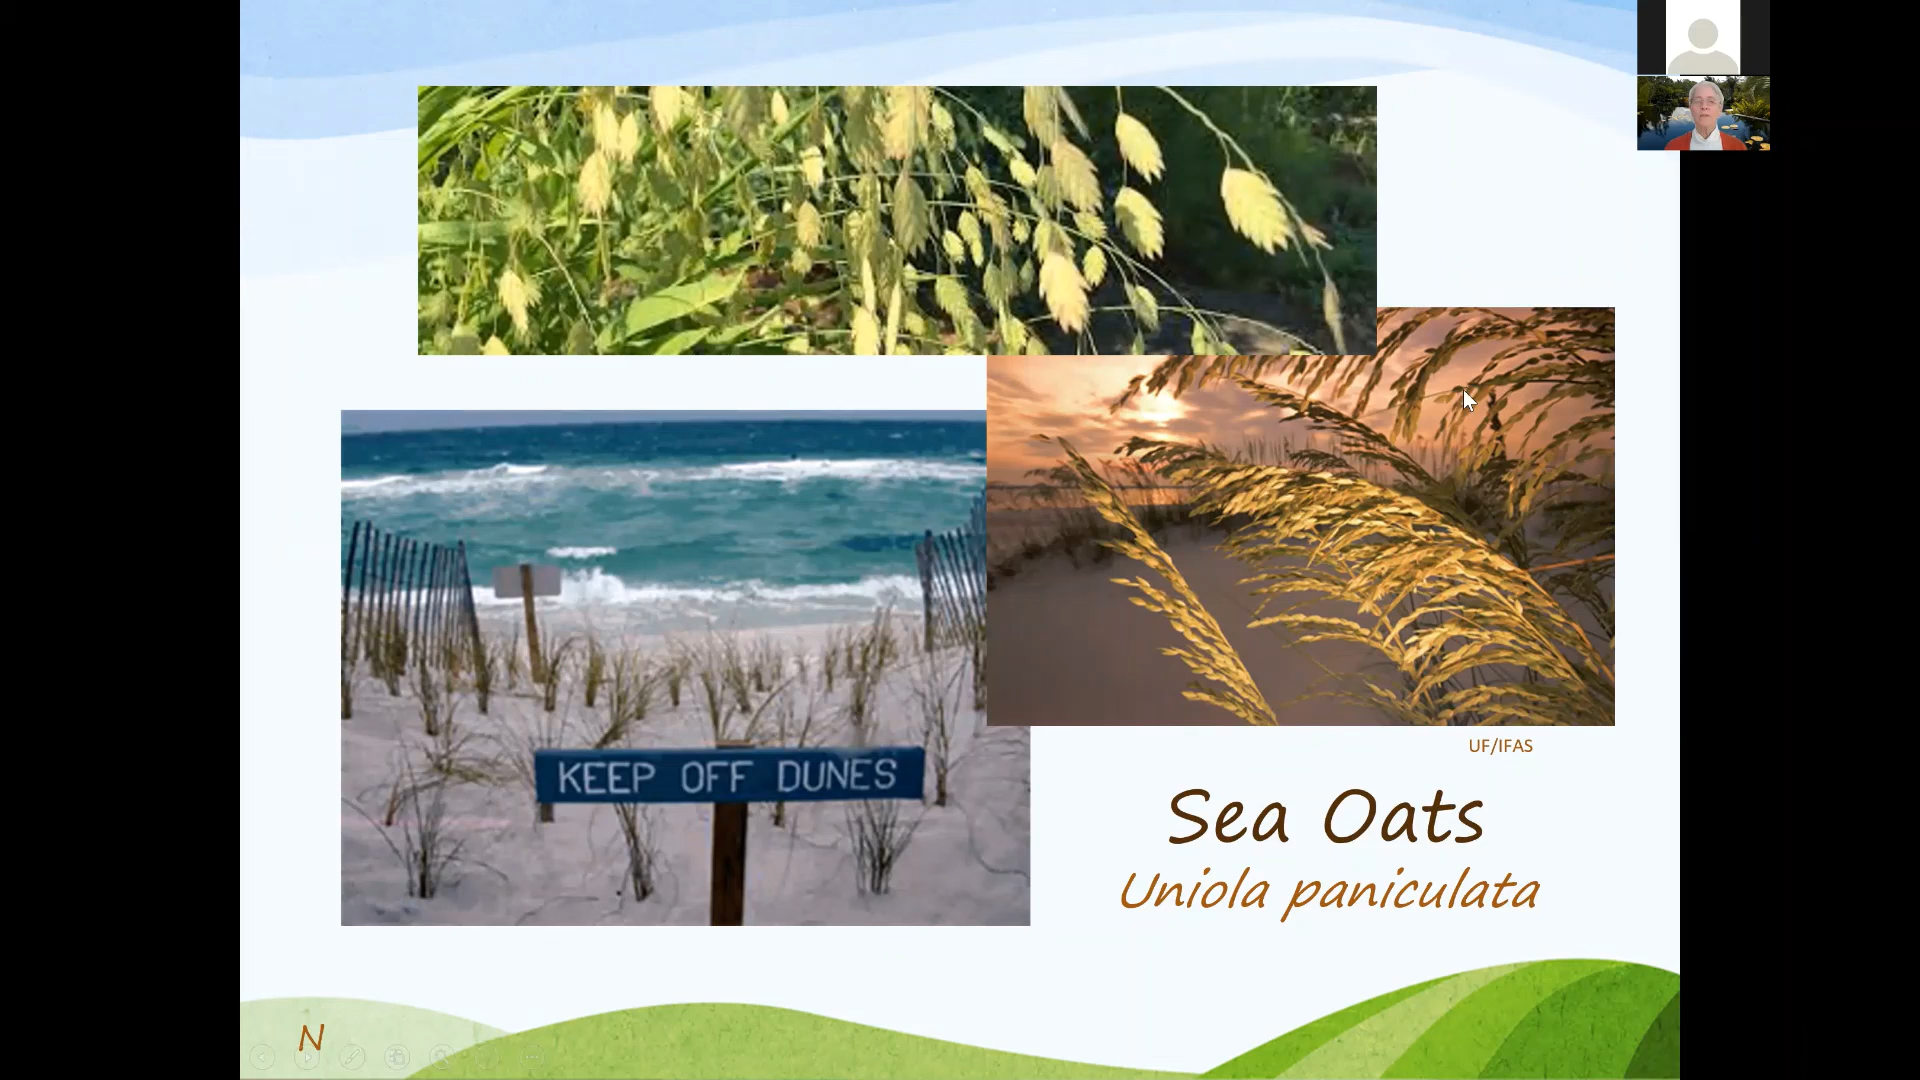 KEEP OFF DUNES
UF/IFAS
Sea Oats
Uniola paniculata
N